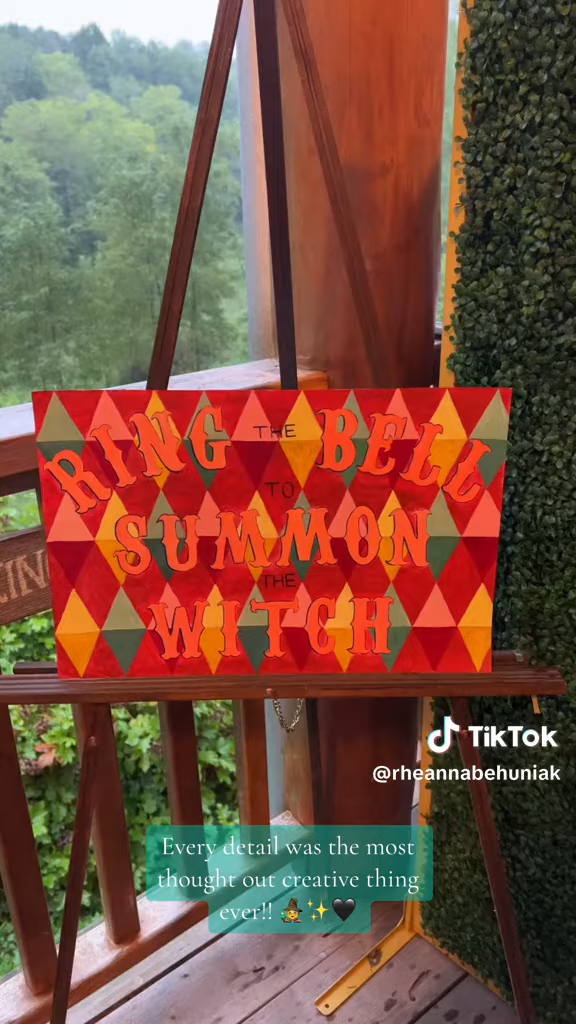 RING THE BELL
TO
SUMMON
THE
WITCH
TikTok
@rheannabehuniak
Every detail was the most
thought out creative thing
ever!! 🧙‍♀️✨🖤